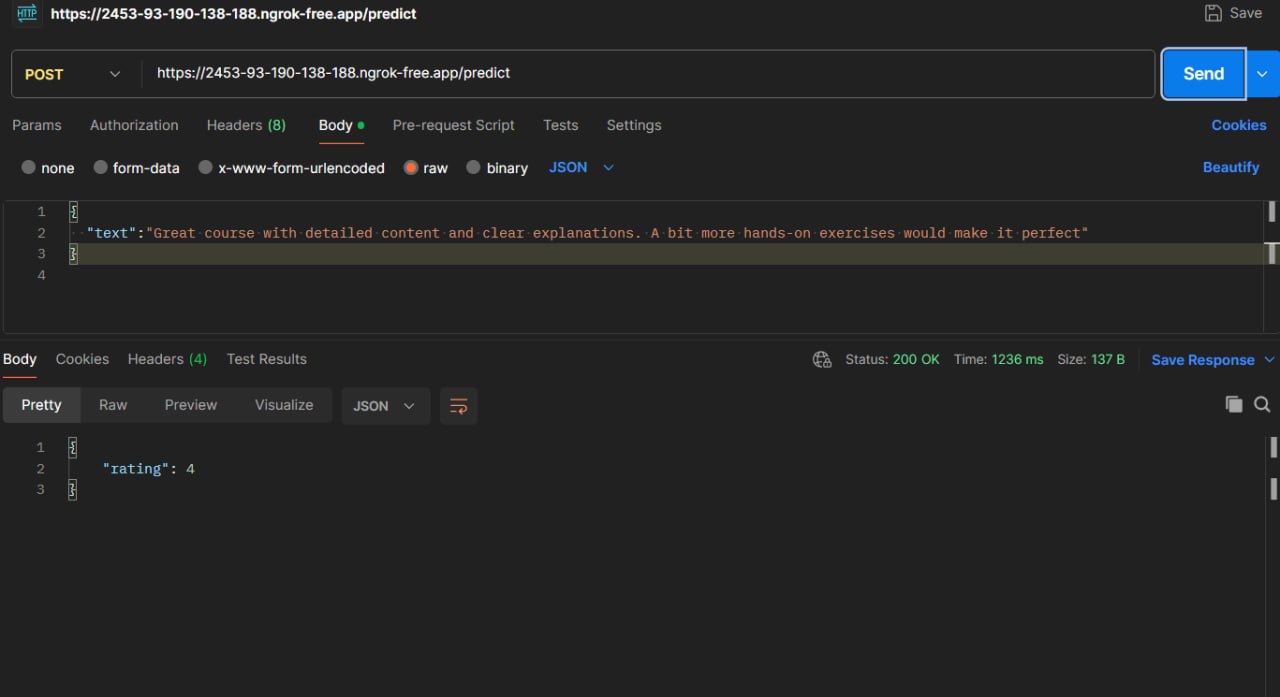 HTTP https://2453-93-190-138-188.ngrok-free.app/predict Save
POST https://2453-93-190-138-188.ngrok-free.app/predict Send
Params Authorization Headers (8) Body Pre-request Script Tests Settings Cookies
none form-data x-www-form-urlencoded raw binary JSON Beautify
1 {
2 "text":"Great course with detailed content and clear explanations. A bit more hands-on exercises would make it perfect"
3 }
4
Body Cookies Headers (4) Test Results Status: 200 OK Time: 1236 ms Size: 137 B Save Response
Pretty Raw Preview Visualize JSON
1 {
2 "rating": 4
3 }